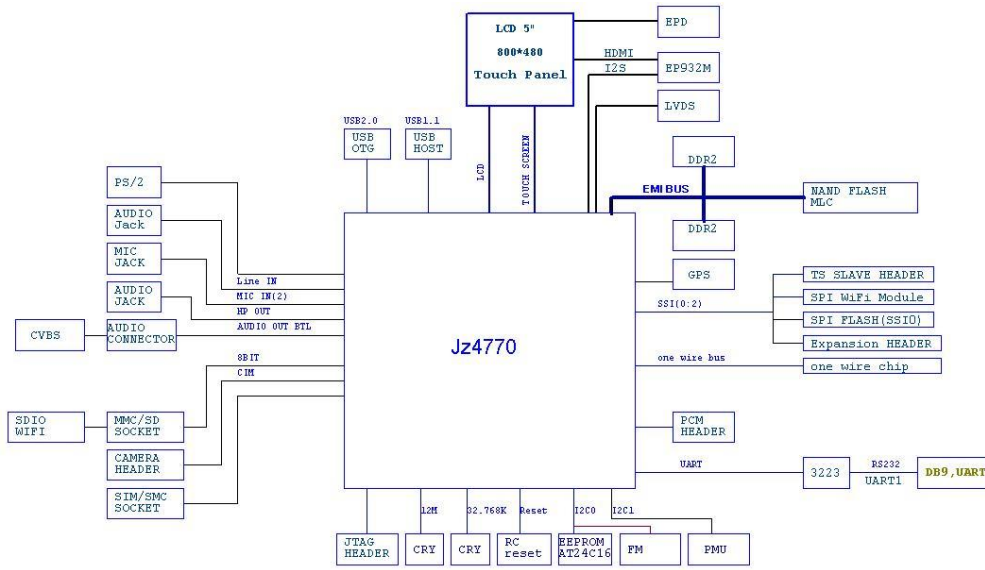 LCD 5"
800*480
Touch Panel
EPD
HDMI
I2S
EP932M
LVDS
USB2.0
USB1.1
USB
OTG
USB
HOST
LCD
TOUCH SCREEN
DDR2
EMIBUS
NAND FLASH
MLC
DDR2
PS/2
AUDIO
Jack
MIC
JACK
AUDIO
JACK
CVBS
AUDIO
CONNECTOR
Line IN
MIC IN(2)
HP OUT
AUDIO OUT BTL
8BIT
CIM
SDIO
WIFI
MMC/SD
SOCKET
CAMERA
HEADER
SIM/SMC
SOCKET
Jz4770
GPS
SSI(0:2)
TS SLAVE HEADER
SPI WiFi Module
SPI FLASH(SSI0)
Expansion HEADER
one wire bus
one wire chip
PCM
HEADER
UART
3223
RS232
UART1
DB9,UART
12M
32.768K
Reset
I2C0
I2C1
JTAG
HEADER
CRY
CRY
RC
reset
EEPROM
AT24C16
FM
PMU